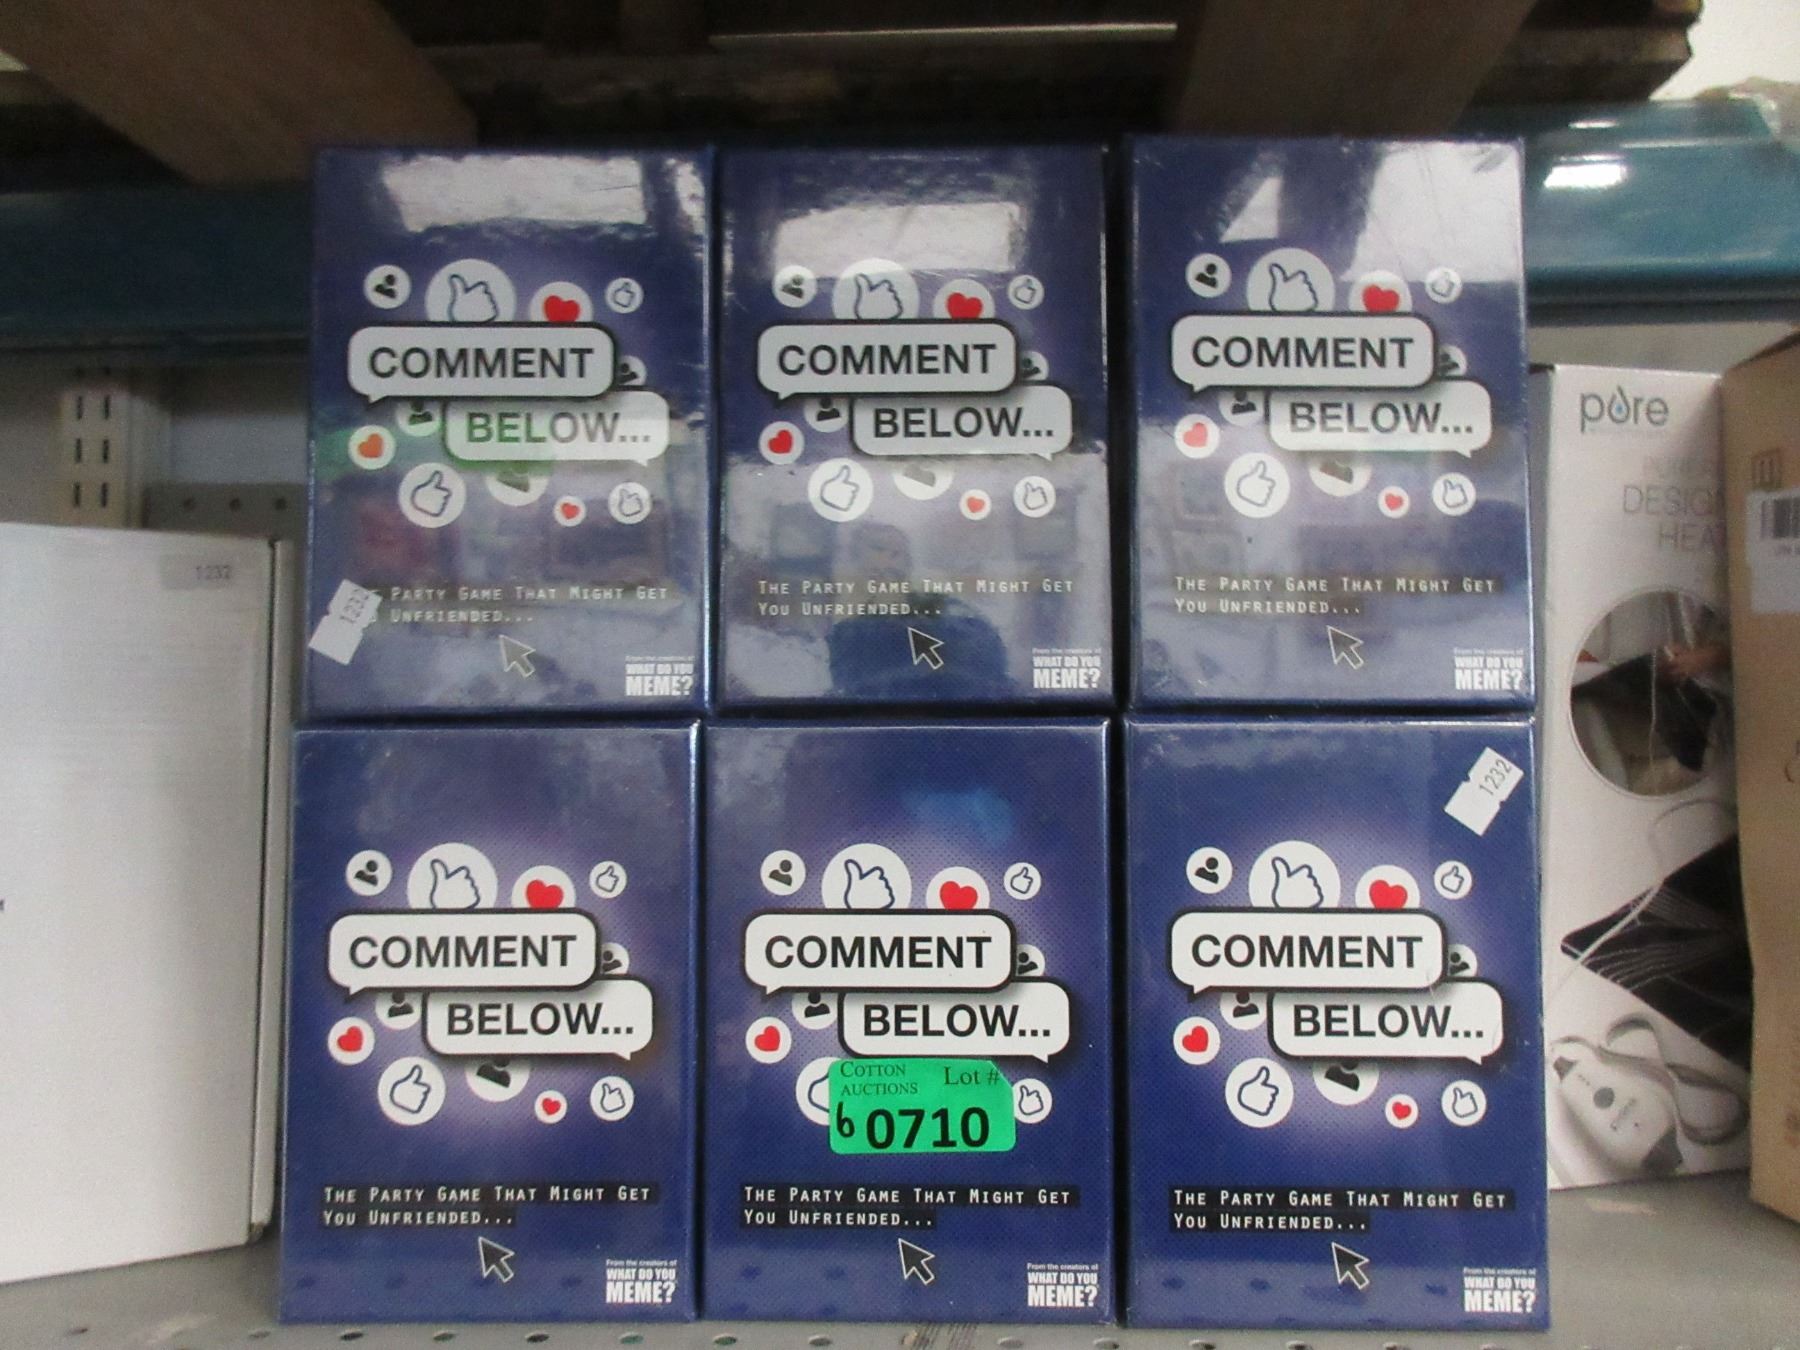 COMMENT
BELOW...
PARTY GAME THAT MIGHT GET
UNFRIENDED...
1232
From the creators of
WHAT DO YOU
MEME?
COMMENT
BELOW...
THE PARTY GAME THAT MIGHT GET
YOU UNFRIENDED...
From the creators of
WHAT DO YOU
MEME?
COMMENT
BELOW...
THE PARTY GAME THAT MIGHT GET
YOU UNFRIENDED...
From the creators of
WHAT DO YOU
MEME?
COMMENT
BELOW...
THE PARTY GAME THAT MIGHT GET
YOU UNFRIENDED...
From the creators of
WHAT DO YOU
MEME?
COMMENT
BELOW...
COTTON
AUCTIONS Lot #
6 0710
THE PARTY GAME THAT MIGHT GET
YOU UNFRIENDED...
From the creators of
WHAT DO YOU
MEME?
1232
COMMENT
BELOW...
THE PARTY GAME THAT MIGHT GET
YOU UNFRIENDED...
From the creators of
WHAT DO YOU
MEME?
1232
pure
DESIG
HEA